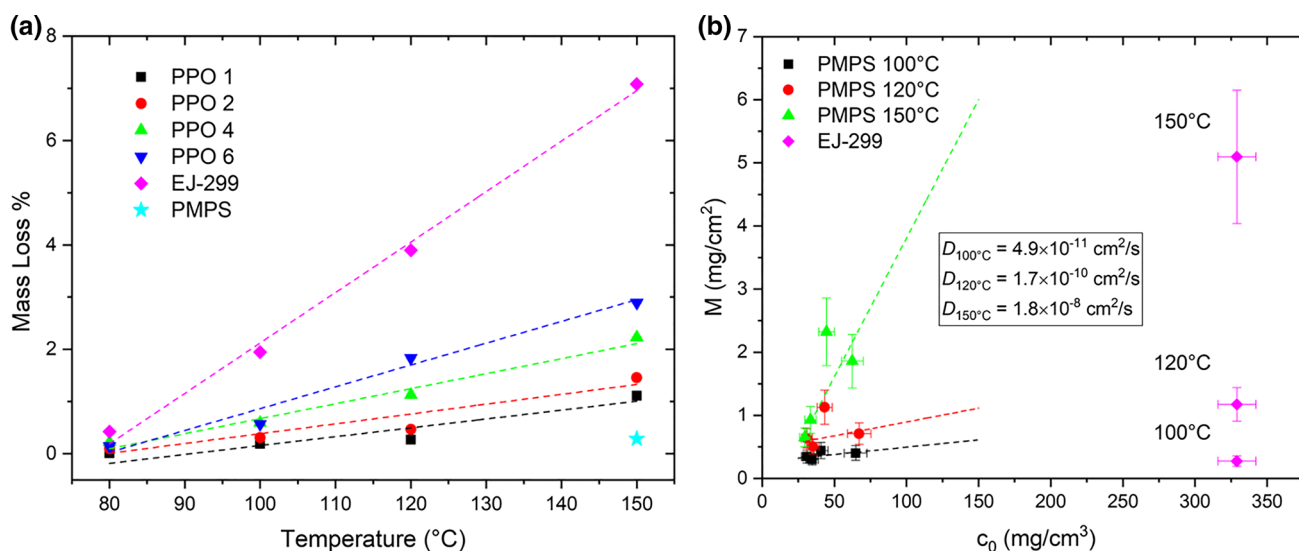 (a)
8
6
4
2
0
Mass Loss %
80
90
100
110
120
130
140
150
Temperature (°C)
PPO 1
PPO 2
PPO 4
PPO 6
EJ-299
PMPS
(b)
7
6
5
4
3
2
1
0
M (mg/cm²)
0
50
100
150
200
250
300
350
c₀ (mg/cm³)
PMPS 100°C
PMPS 120°C
PMPS 150°C
EJ-299
150°C
120°C
100°C
D₁₀₀°C = 4.9×10⁻¹¹ cm²/s
D₁₂₀°C = 1.7×10⁻¹⁰ cm²/s
D₁₅₀°C = 1.8×10⁻⁸ cm²/s